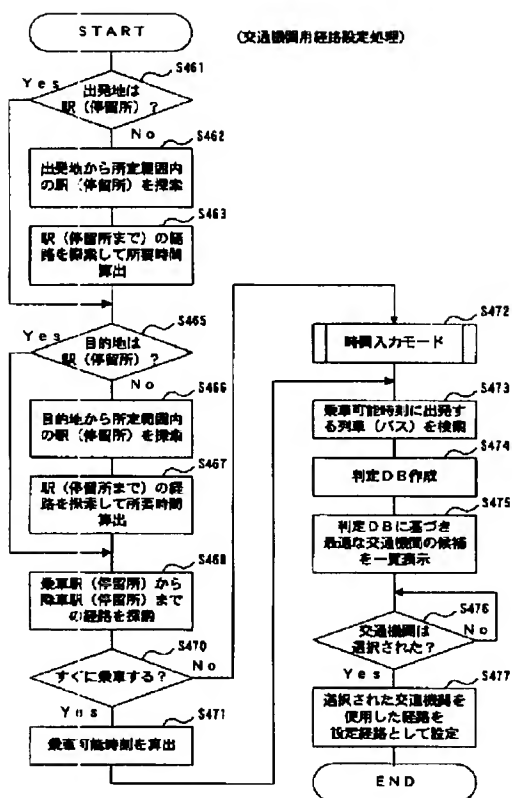 START
(交通機関用経路設定処理)
S461
Yes
出発地は
駅(停留所)?
No
S462
出発地から所定範囲内
の駅(停留所)を探索
S463
駅(停留所まで)の経
路を探索して所要時間
算出
S465
Yes
目的地は
駅(停留所)?
No
S466
目的地から所定範囲内
の駅(停留所)を探索
S467
駅(停留所まで)の経
路を探索して所要時間
算出
S468
乗車駅(停留所)から
降車駅(停留所)まで
の経路を探索
S470
すぐに乗車する?
No
Yes
S471
乗車可能時刻を算出
S472
時間入力モード
S473
乗車可能時刻に出発す
る列車(バス)を検索
S474
判定DB作成
S475
判定DBに基づき
最適な交通機関の候補
を一覧表示
S476
交通機関は
選択された?
No
Yes
S477
選択された交通機関を
使用した経路を
設定経路として設定
END